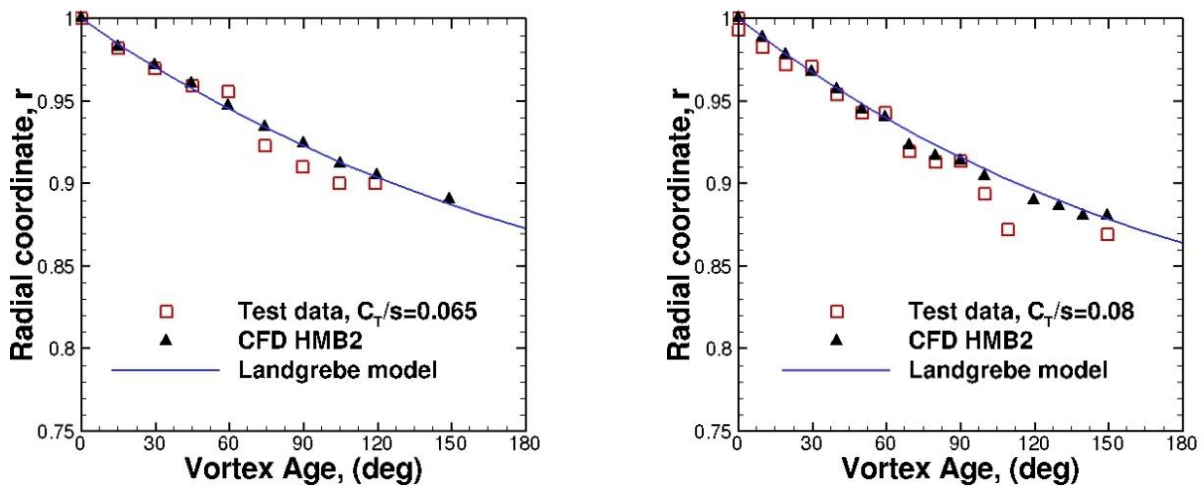 1
0.95
0.9
0.85
0.8
0.75
Radial coordinate, r
Test data, C_T/s=0.065
CFD HMB2
Landgrebe model
0 30 60 90 120 150 180
Vortex Age, (deg)
1
0.95
0.9
0.85
0.8
0.75
Radial coordinate, r
Test data, C_T/s=0.08
CFD HMB2
Landgrebe model
0 30 60 90 120 150 180
Vortex Age, (deg)